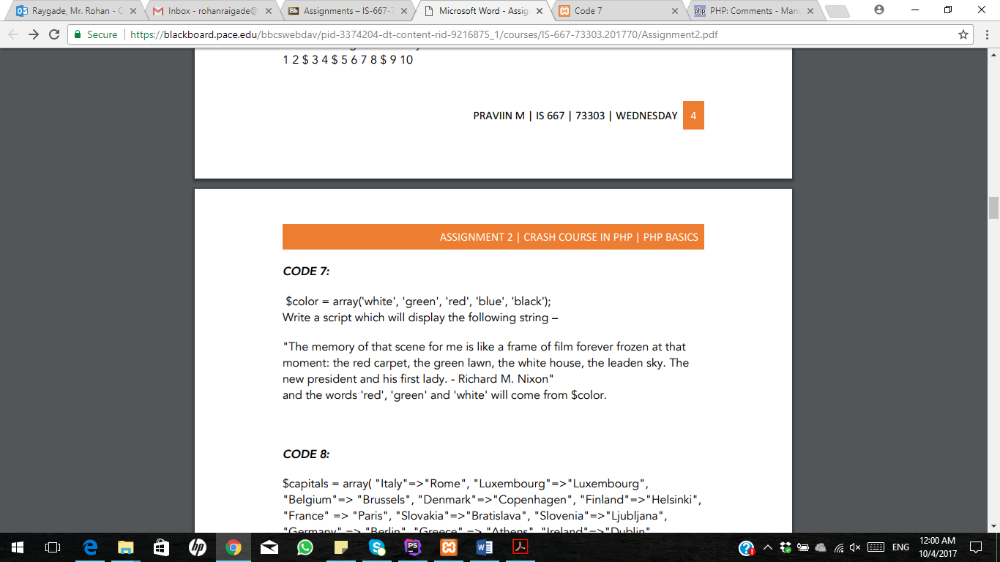 Raygade, Mr. Rohan - C
Inbox - rohanraigade@
Assignments – IS-667-7
Microsoft Word - Assig
Code 7
PHP: Comments - Manu
Secure https://blackboard.pace.edu/bbcswebdav/pid-3374204-dt-content-rid-9216875_1/courses/IS-667-73303.201770/Assignment2.pdf
1 2 $ 3 4 $ 5 6 7 8 $ 9 10
PRAVIIN M | IS 667 | 73303 | WEDNESDAY 4
ASSIGNMENT 2 | CRASH COURSE IN PHP | PHP BASICS
CODE 7:
$color = array('white', 'green', 'red', 'blue', 'black');
Write a script which will display the following string –
"The memory of that scene for me is like a frame of film forever frozen at that
moment: the red carpet, the green lawn, the white house, the leaden sky. The
new president and his first lady. - Richard M. Nixon"
and the words 'red', 'green' and 'white' will come from $color.
CODE 8:
$capitals = array( "Italy"=>"Rome", "Luxembourg"=>"Luxembourg",
"Belgium"=> "Brussels", "Denmark"=>"Copenhagen", "Finland"=>"Helsinki",
"France" => "Paris", "Slovakia"=>"Bratislava", "Slovenia"=>"Ljubljana",
"Germany" => "Berlin", "Greece" => "Athens", "Ireland"=>"Dublin",
ENG
12:00 AM
10/4/2017